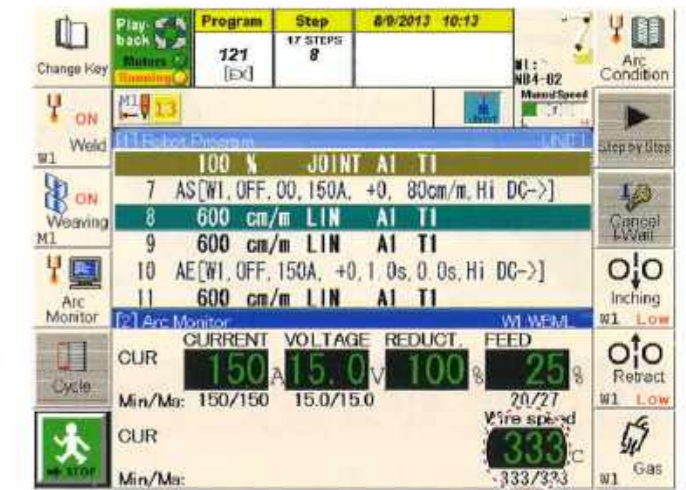 Change Key
Play-back
Motors
Running
Program
121
[EX]
Step
17 STEPS
8
8/9/2013 10:13
M1:
NB4-02
Arc
Condition
ON
Weld
W1
M1
13
JOINT
Manual Speed
Step by Step
[1] Robot Program UNIT1
100 % JOINT A1 T1
7 AS[W1, OFF, 00, 150A, +0, 80cm/m, Hi DC->]
8 600 cm/m LIN A1 T1
9 600 cm/m LIN A1 T1
10 AE[W1, OFF, 150A, +0, 1.0s, 0.0s, Hi DC->]
11 600 cm/m LIN A1 T1
ON
Weaving
M1
Cancel
I-Wait
Arc
Monitor
Inching
W1 Low
[2] Arc Monitor W1:WBML
CURRENT VOLTAGE REDUCT. FEED
CUR 150 A 15.0 V 100 % 25 %
Min/Ma: 150/150 15.0/15.0 20/27
Cycle
Retract
W1 Low
Wire speed
CUR 333 C
Min/Ma: 333/333
STOP
Gas
W1